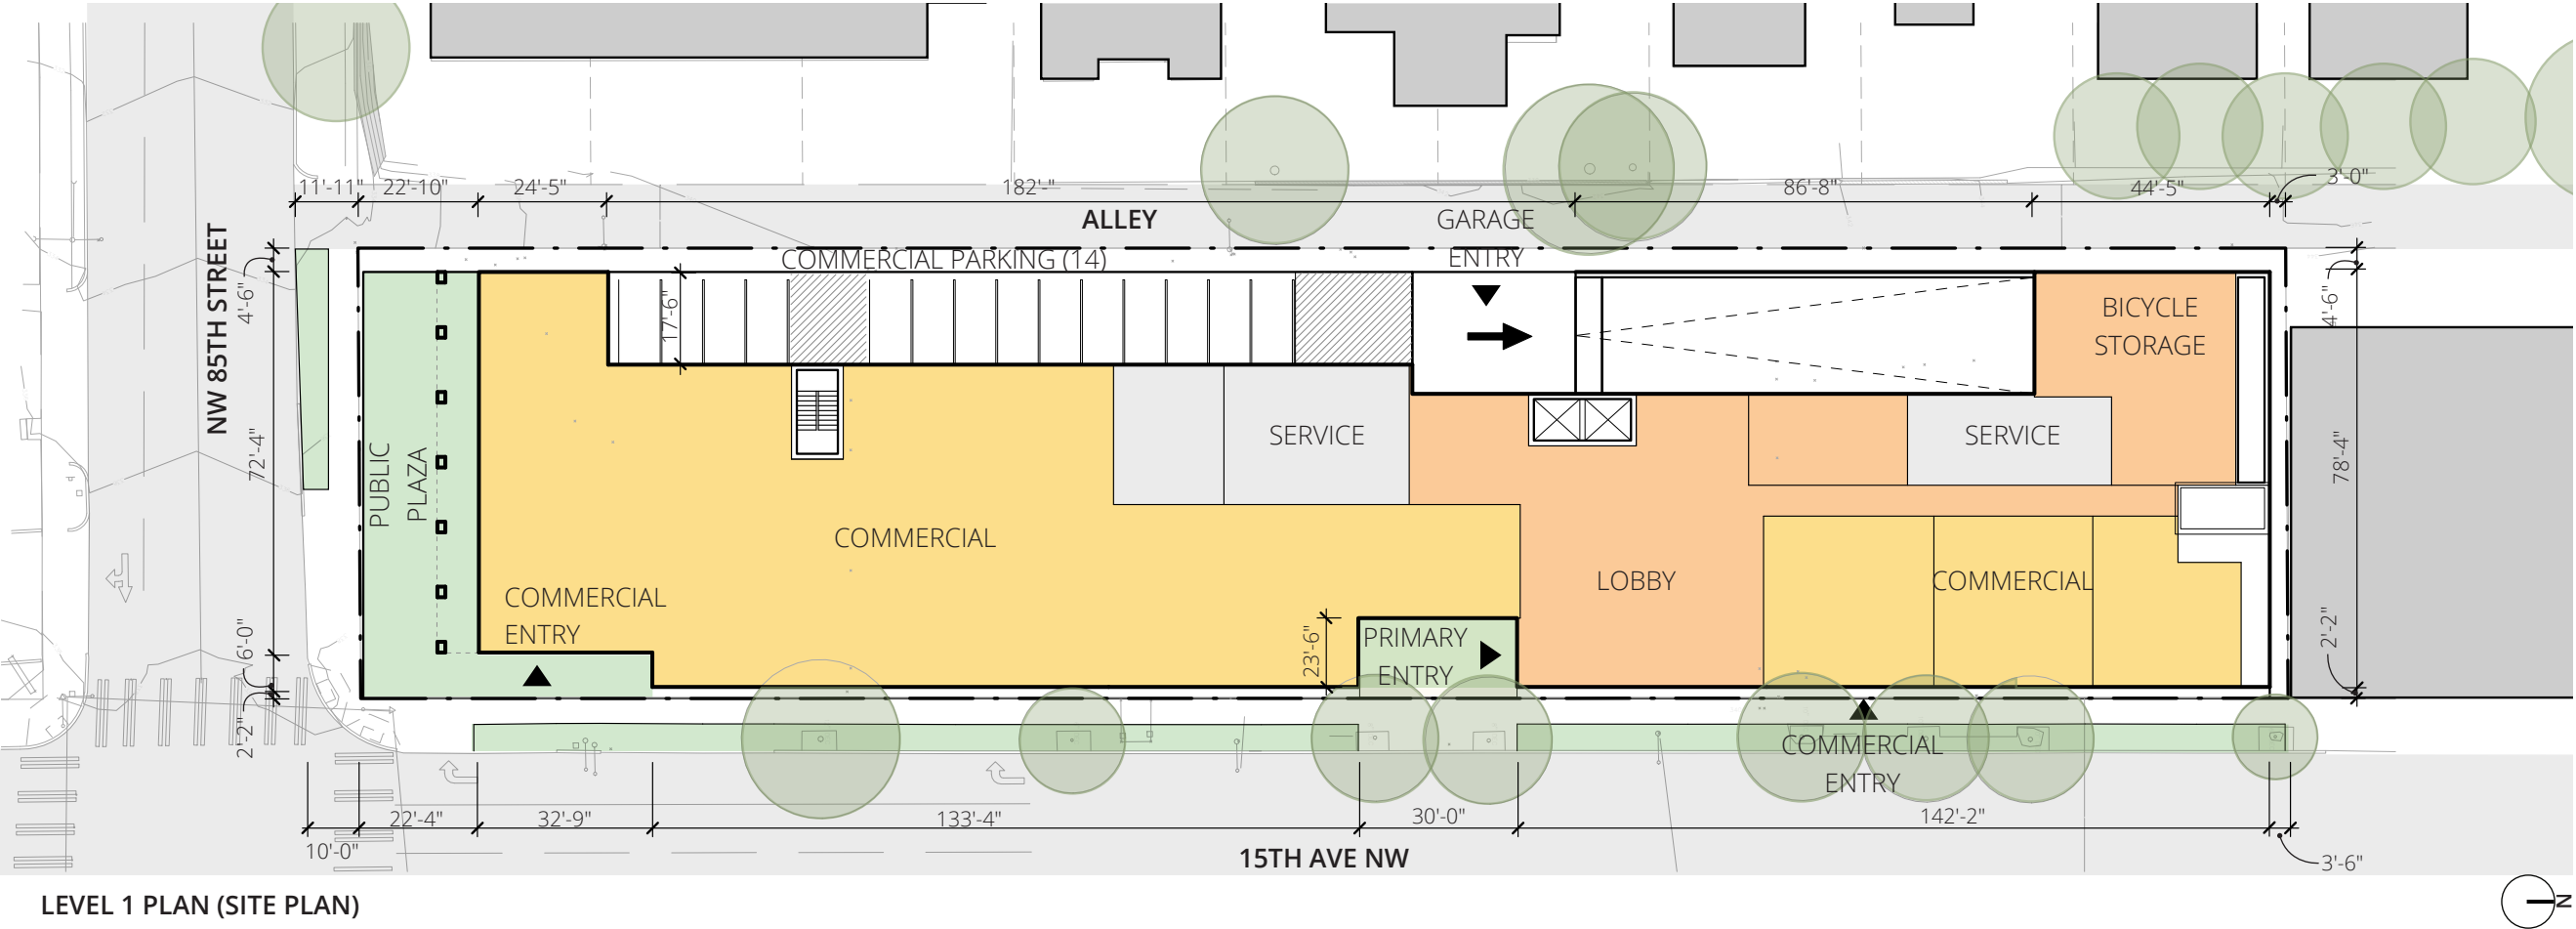 11'-11"
22'-10"
24'-5"
182'-"
86'-8"
44'-5"
3'-0"
ALLEY
GARAGE
ENTRY
COMMERCIAL PARKING (14)
NW 85TH STREET
4'-6"
72'-4"
6'-0"
2'-2"
17'-6"
PUBLIC
PLAZA
BICYCLE
STORAGE
4'-6"
78'-4"
2'-2"
SERVICE
SERVICE
COMMERCIAL
COMMERCIAL
ENTRY
LOBBY
COMMERCIAL
23'-6"
PRIMARY
ENTRY
COMMERCIAL
ENTRY
22'-4"
32'-9"
133'-4"
30'-0"
142'-2"
10'-0"
15TH AVE NW
3'-6"
LEVEL 1 PLAN (SITE PLAN)
N